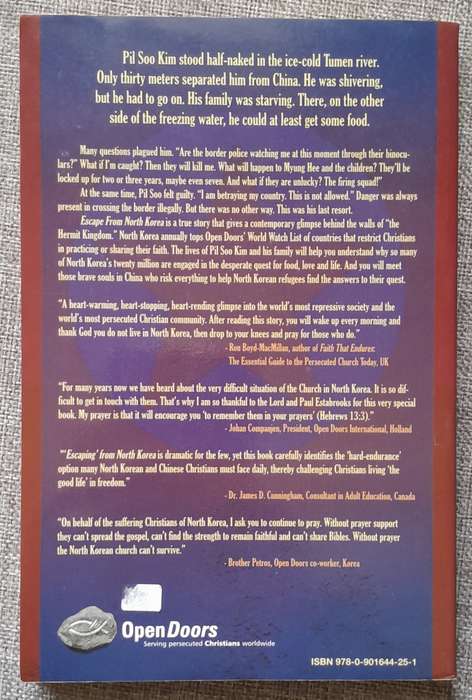 Pil Soo Kim stood half-naked in the ice-cold Tumen river.
Only thirty meters separated him from China. He was shivering,
but he had to go on. His family was starving. There, on the other
side of the freezing water, he could at least get some food.
Many questions plagued him. "Are the border police watching me at this moment through their binocu-
lars?" What if I'm caught? Then they will kill me. What will happen to Myung Hee and the children? They'll be
locked up for two or three years, maybe even seven. And what if they are unlucky? The firing squad!"
At the same time, Pil Soo felt guilty. "I am betraying my country. This is not allowed." Danger was always
present in crossing the border illegally. But there was no other way. This was his last resort.
Escape From North Korea is a true story that gives a contemporary glimpse behind the walls of "the
Hermit Kingdom." North Korea annually tops Open Doors' World Watch List of countries that restrict Christians
in practicing or sharing their faith. The lives of Pil Soo Kim and his family will help you understand why so many
of North Korea's twenty million are engaged in the desperate quest for food, love and life. And you will meet
those brave souls in China who risk everything to help North Korean refugees find the answers to their quest.
"A heart-warming, heart-stopping, heart-rending glimpse into the world's most repressive society and the
world's most persecuted Christian community. After reading this story, you will wake up every morning and
thank God you do not live in North Korea, then drop to your knees and pray for those who do."
- Ron Boyd-MacMillan, author of Faith That Endures:
The Essential Guide to the Persecuted Church Today, UK
"For many years now we have heard about the very difficult situation of the Church in North Korea. It is so dif-
ficult to get in touch with them. That's why I am so thankful to the Lord and Paul Estabrooks for this very special
book. My prayer is that it will encourage you 'to remember them in your prayers' (Hebrews 13:3)."
- Johan Companjen, President, Open Doors International, Holland
"'Escaping' from North Korea is dramatic for the few, yet this book carefully identifies the 'hard-endurance'
option many North Korean and Chinese Christians must face daily, thereby challenging Christians living 'the
good life' in freedom."
- Dr. James D. Cunningham, Consultant in Adult Education, Canada
"On behalf of the suffering Christians of North Korea, I ask you to continue to pray. Without prayer support
they can't spread the gospel, can't find the strength to remain faithful and can't share Bibles. Without prayer
the North Korean church can't survive."
- Brother Petros, Open Doors co-worker, Korea
Open Doors
Serving persecuted Christians worldwide
ISBN 978-0-901644-25-1